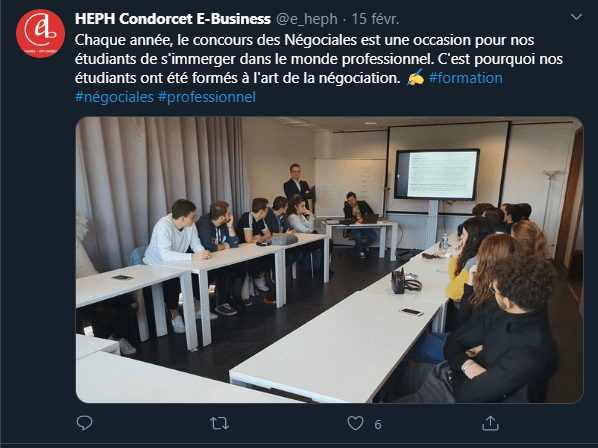 HEPH Condorcet E-Business @e_heph · 15 févr.
Chaque année, le concours des Négociales est une occasion pour nos
étudiants de s'immerger dans le monde professionnel. C'est pourquoi nos
étudiants ont été formés à l'art de la négociation. ✍️ #formation
#négociales #professionnel
6